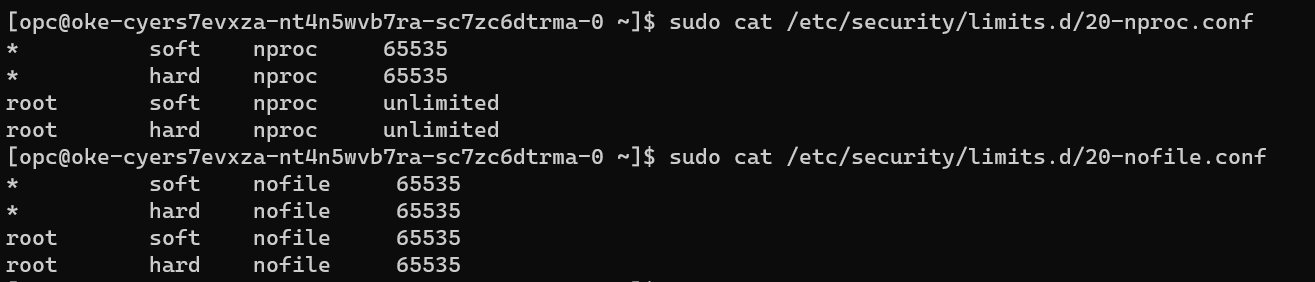 [opc@oke-cyers7evxza-nt4n5wvb7ra-sc7zc6dtrma-0 ~]$ sudo cat /etc/security/limits.d/20-nproc.conf
*          soft    nproc     65535
*          hard    nproc     65535
root       soft    nproc     unlimited
root       hard    nproc     unlimited
[opc@oke-cyers7evxza-nt4n5wvb7ra-sc7zc6dtrma-0 ~]$ sudo cat /etc/security/limits.d/20-nofile.conf
*          soft    nofile     65535
*          hard    nofile     65535
root       soft    nofile     65535
root       hard    nofile     65535